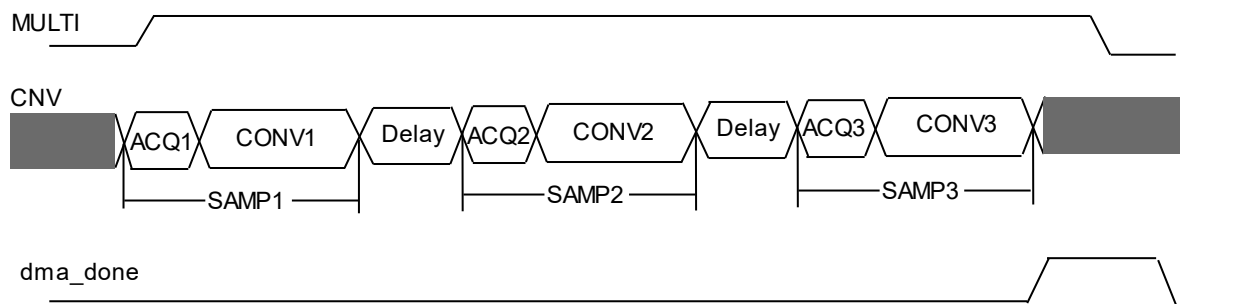 MULTI
CNV
ACQ1 CONV1 Delay ACQ2 CONV2 Delay ACQ3 CONV3
SAMP1 SAMP2 SAMP3
dma_done